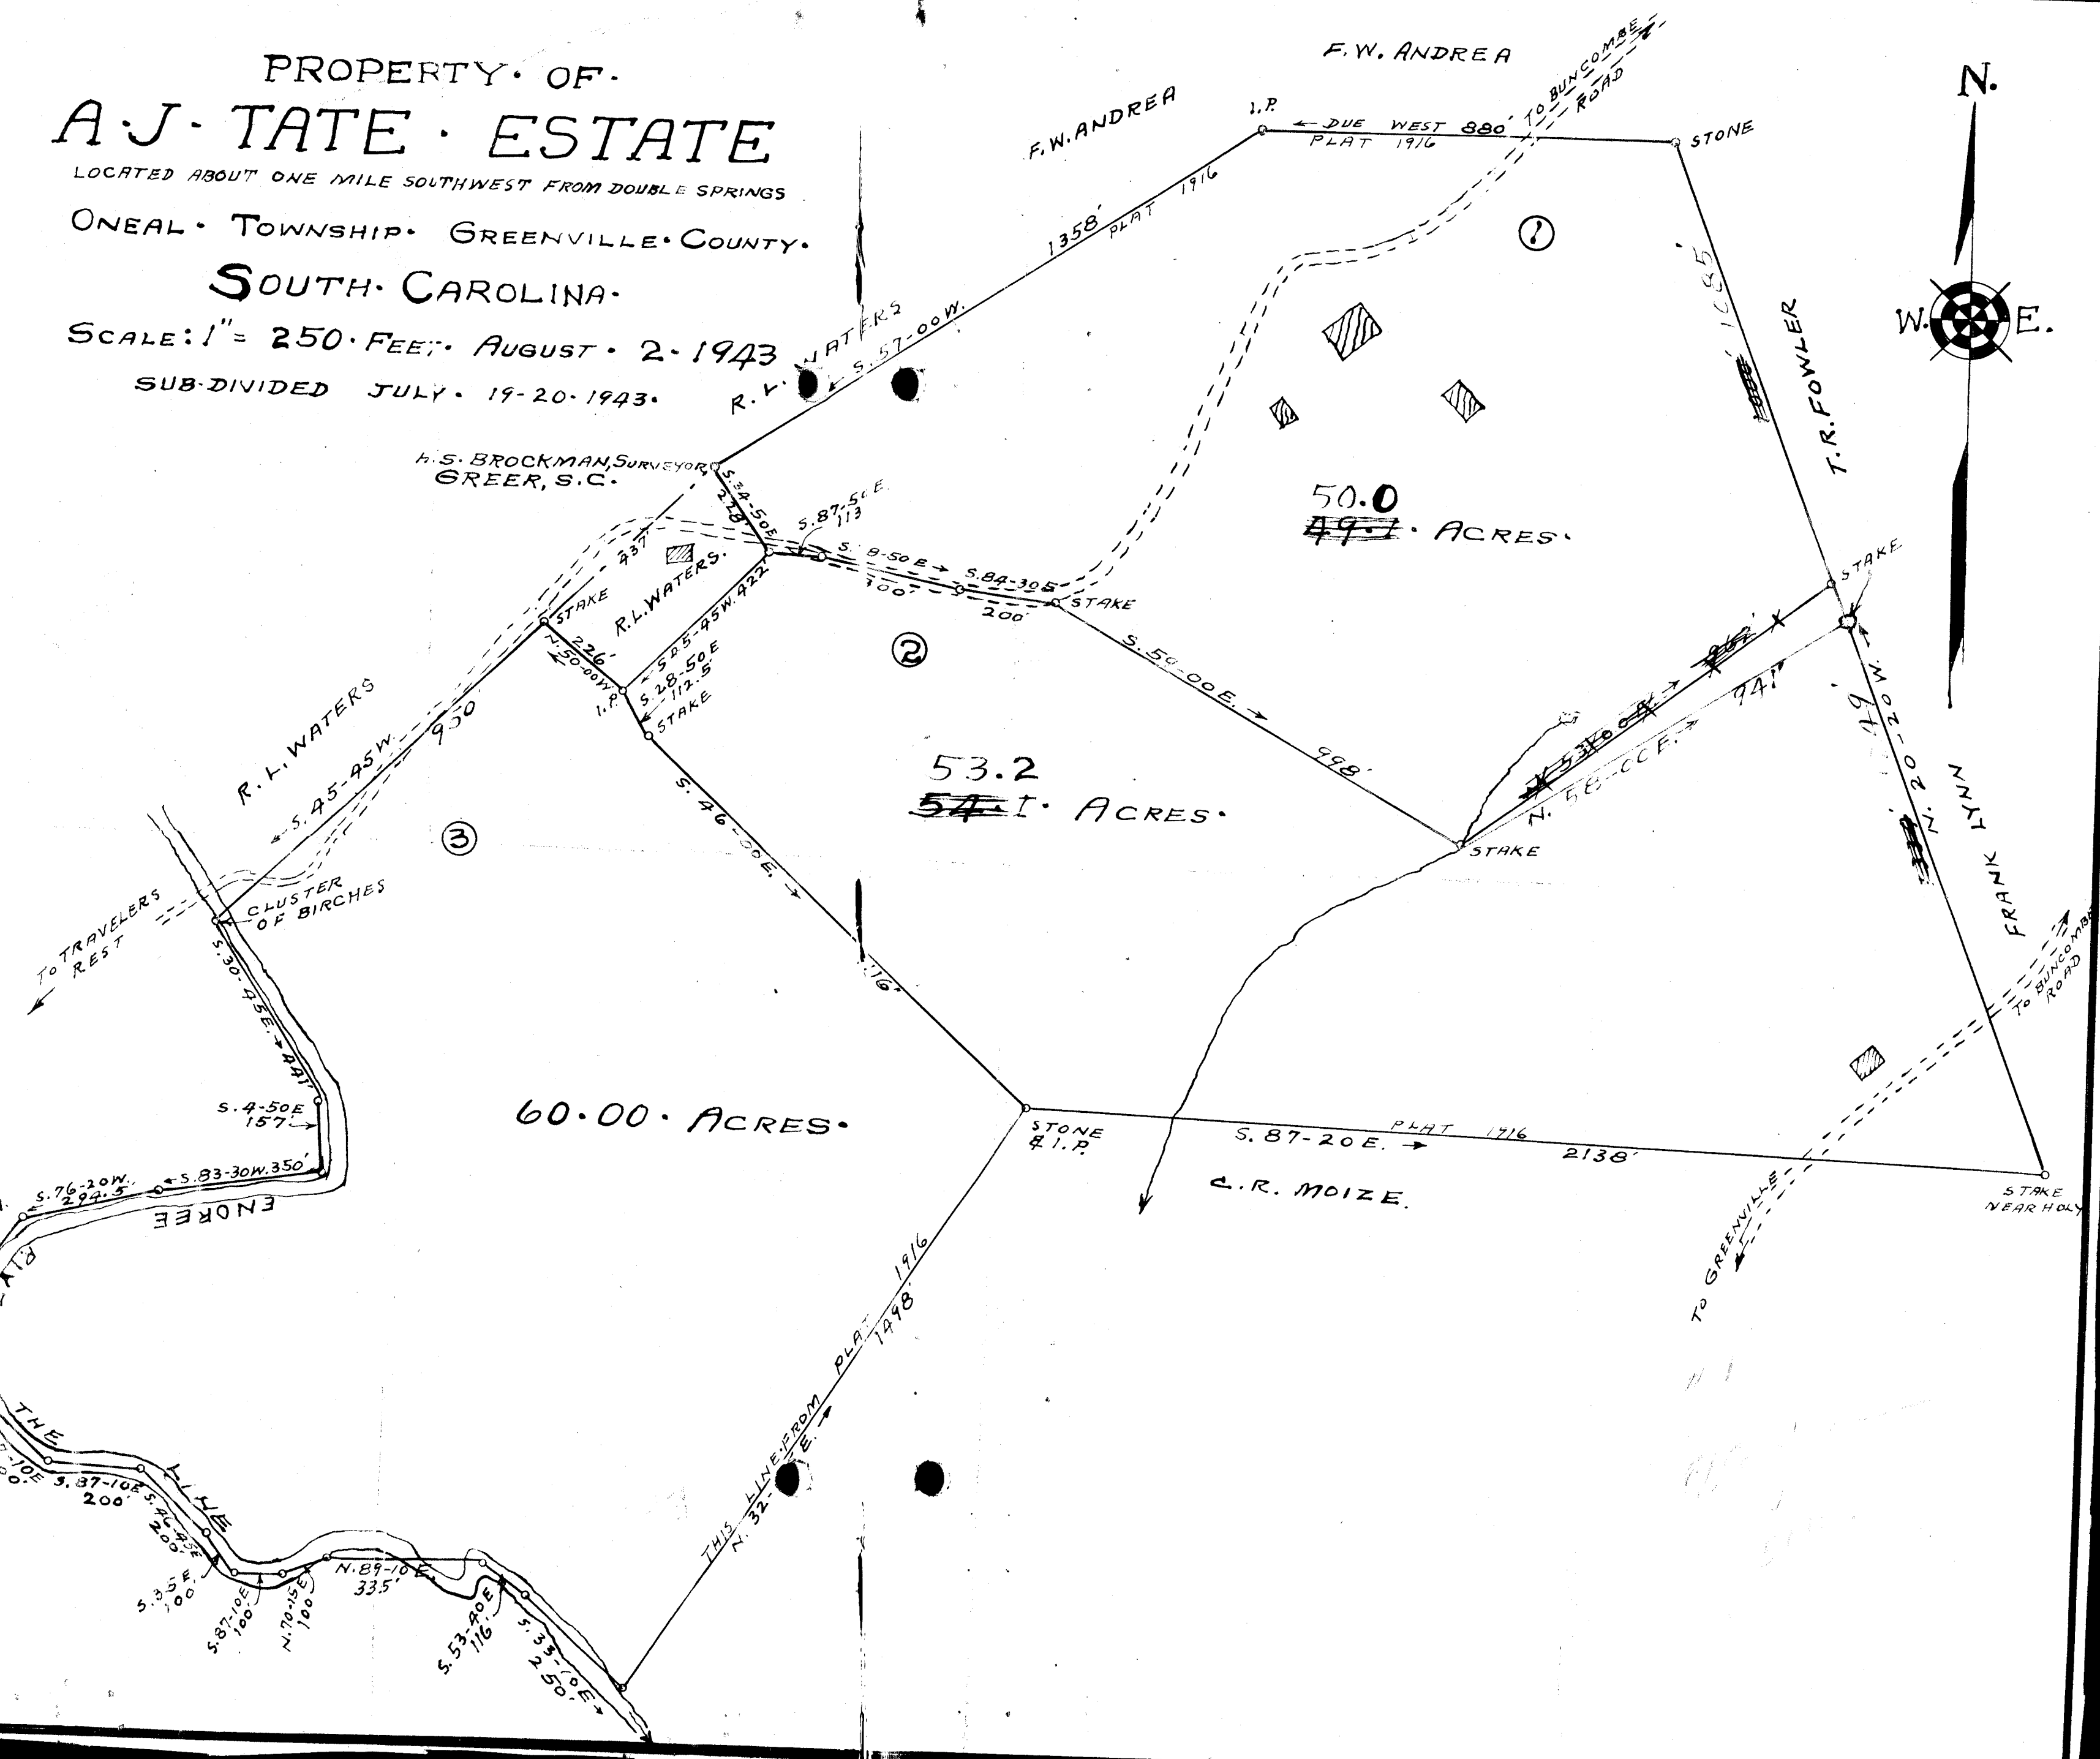 PROPERTY· OF·
A·J· TATE · ESTATE
LOCATED ABOUT ONE MILE SOUTHWEST FROM DOUBLE SPRINGS
ONEAL· TOWNSHIP· GREENVILLE· COUNTY·
SOUTH· CAROLINA·
SCALE: 1"= 250· FEET· AUGUST · 2·1943
SUB·DIVIDED JULY· 19-20·1943·
H.S. BROCKMAN, SURVEYOR,
GREER, S.C.
F.W. ANDREA
F.W. ANDREA
I.P.
← DUE WEST 880'
PLAT 1916
TO BUNCOMBE
ROAD
STONE
N.
W. E.
1358'
PLAT 1916
R.L. WATERS
S. 57-00W.
①
1685'
T.R. FOWLER
50.0
49.1· ACRES·
S.34-50E
228'
S.87-50E.
113
437'
R.L. WATERS.
S.45-45W. 422'
8-50E →
S.84-30E
200'
STAKE
STAKE
STAKE
226-
N.50-00W.
I.P.
S.28-50E
112.5'
STAKE
②
S.59-00E. →
998'
941'
N. 58-00E. →
STAKE
N. 20-20W.
FRANK LYNN
R.L. WATERS
← S.45-45W.
③
53.2
54.1· ACRES·
S. 46-00E. →
16'
TO TRAVELERS
REST
CLUSTER
OF BIRCHES
S.30-45E. → 441'
S.4-50E
157'
← S.83-30W. 350'
S.76-20W.
294.5
ENOREE
60·00· ACRES·
STONE
& I.P.
PLAT 1916
S. 87-20E. →
2138'
C.R. MOIZE.
TO BUNCOMBE
ROAD
STAKE
NEAR HOLY
TO GREENVILLE
THIS LINE FROM PLAT 1916
1498'
N. 32- E. →
THE LINE
S.87-10E
200'
S.46-45E
200'
100'
S.87-10E
100'
N.70-15E
100'
N.89-10E.
335'
S.53-40E
116'
S.33-10E →
250'